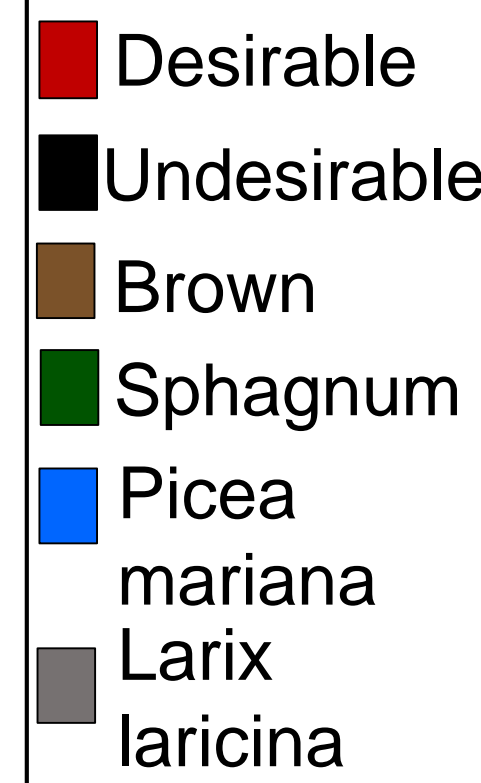 Desirable
Undesirable
Brown
Sphagnum
Picea
mariana
Larix
laricina